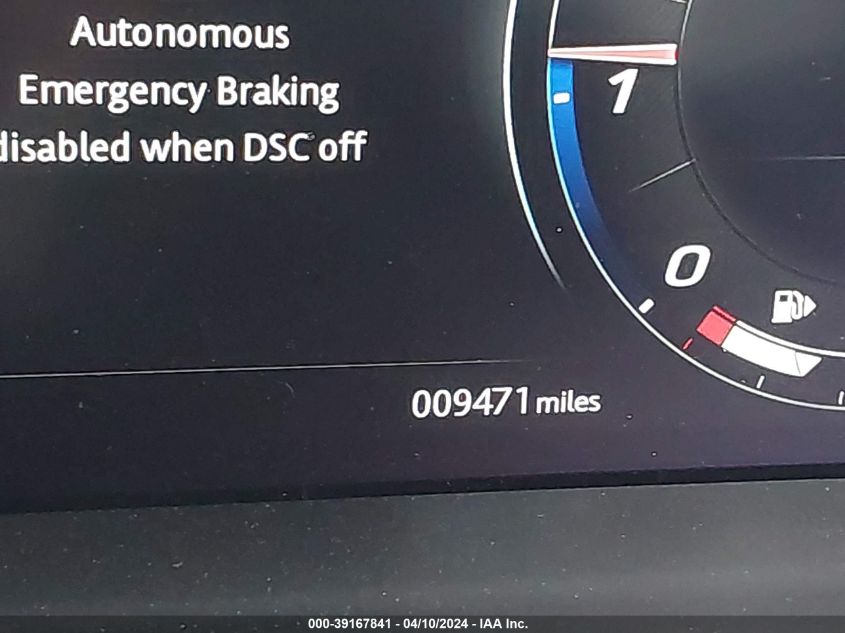 Autonomous
Emergency Braking
disabled when DSC off
1
0
009471 miles
000-39167841 - 04/10/2024 - IAA Inc.